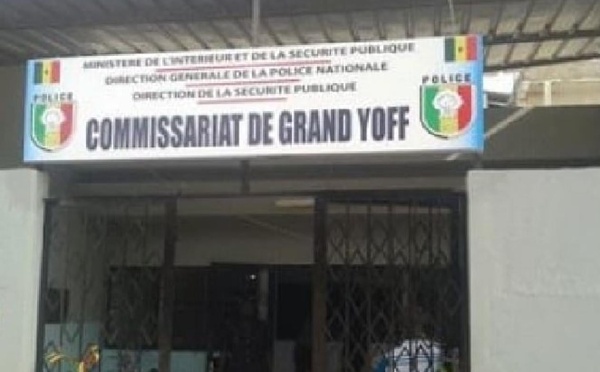 MINISTERE DE L'INTERIEUR ET DE LA SECURITE PUBLIQUE
DIRECTION GENERALE DE LA POLICE NATIONALE
DIRECTION DE LA SECURITE PUBLIQUE
POLICE
POLICE
COMMISSARIAT DE GRAND YOFF